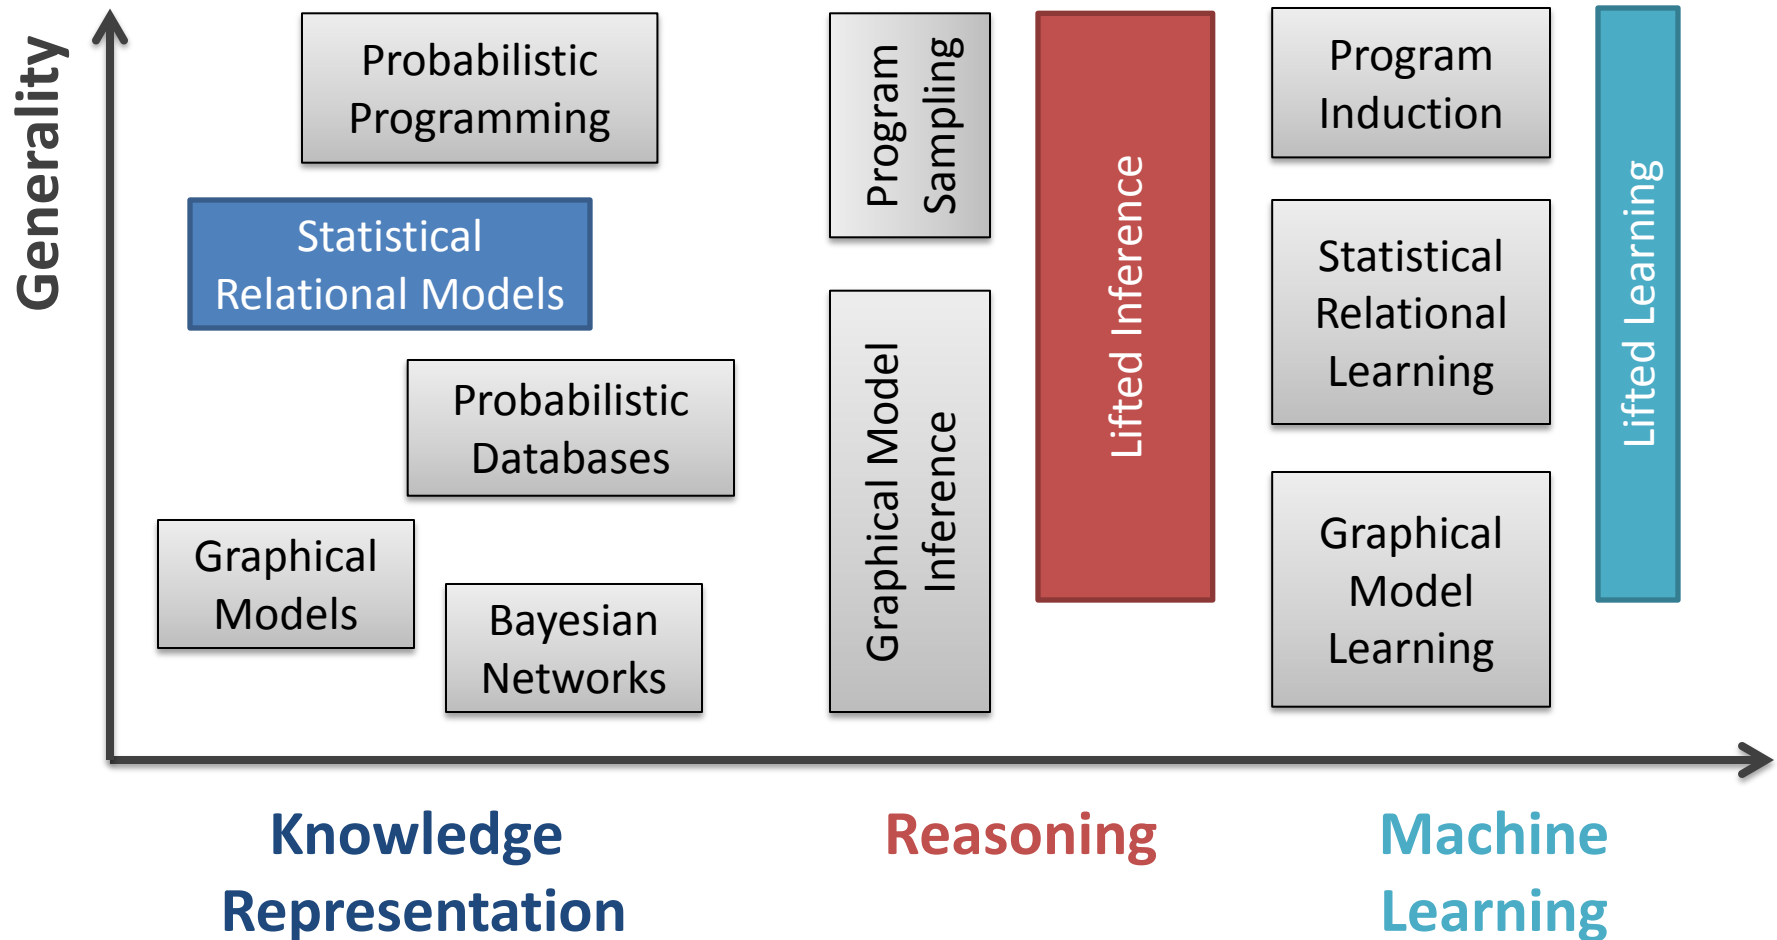 Generality
Probabilistic
Programming
Statistical
Relational Models
Probabilistic
Databases
Graphical
Models
Bayesian
Networks
Program
Sampling
Graphical Model
Inference
Lifted Inference
Program
Induction
Statistical
Relational
Learning
Graphical
Model
Learning
Lifted Learning
Knowledge
Representation
Reasoning
Machine
Learning